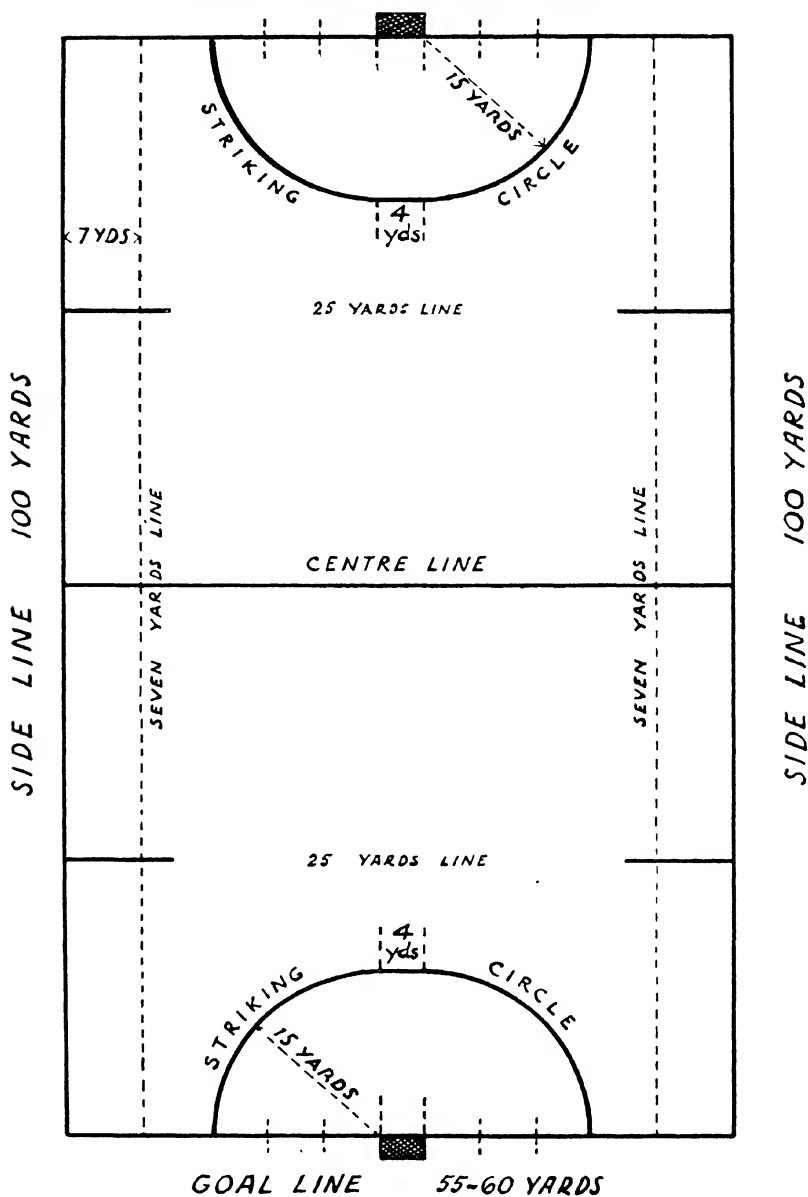 15 YARDS
STRIKING
CIRCLE
4
yds
7 YDS
25 YARDS LINE
SIDE LINE 100 YARDS
SIDE LINE 100 YARDS
SEVEN YARDS LINE
SEVEN YARDS LINE
CENTRE LINE
25 YARDS LINE
4
yds
STRIKING
CIRCLE
15 YARDS
GOAL LINE 55-60 YARDS